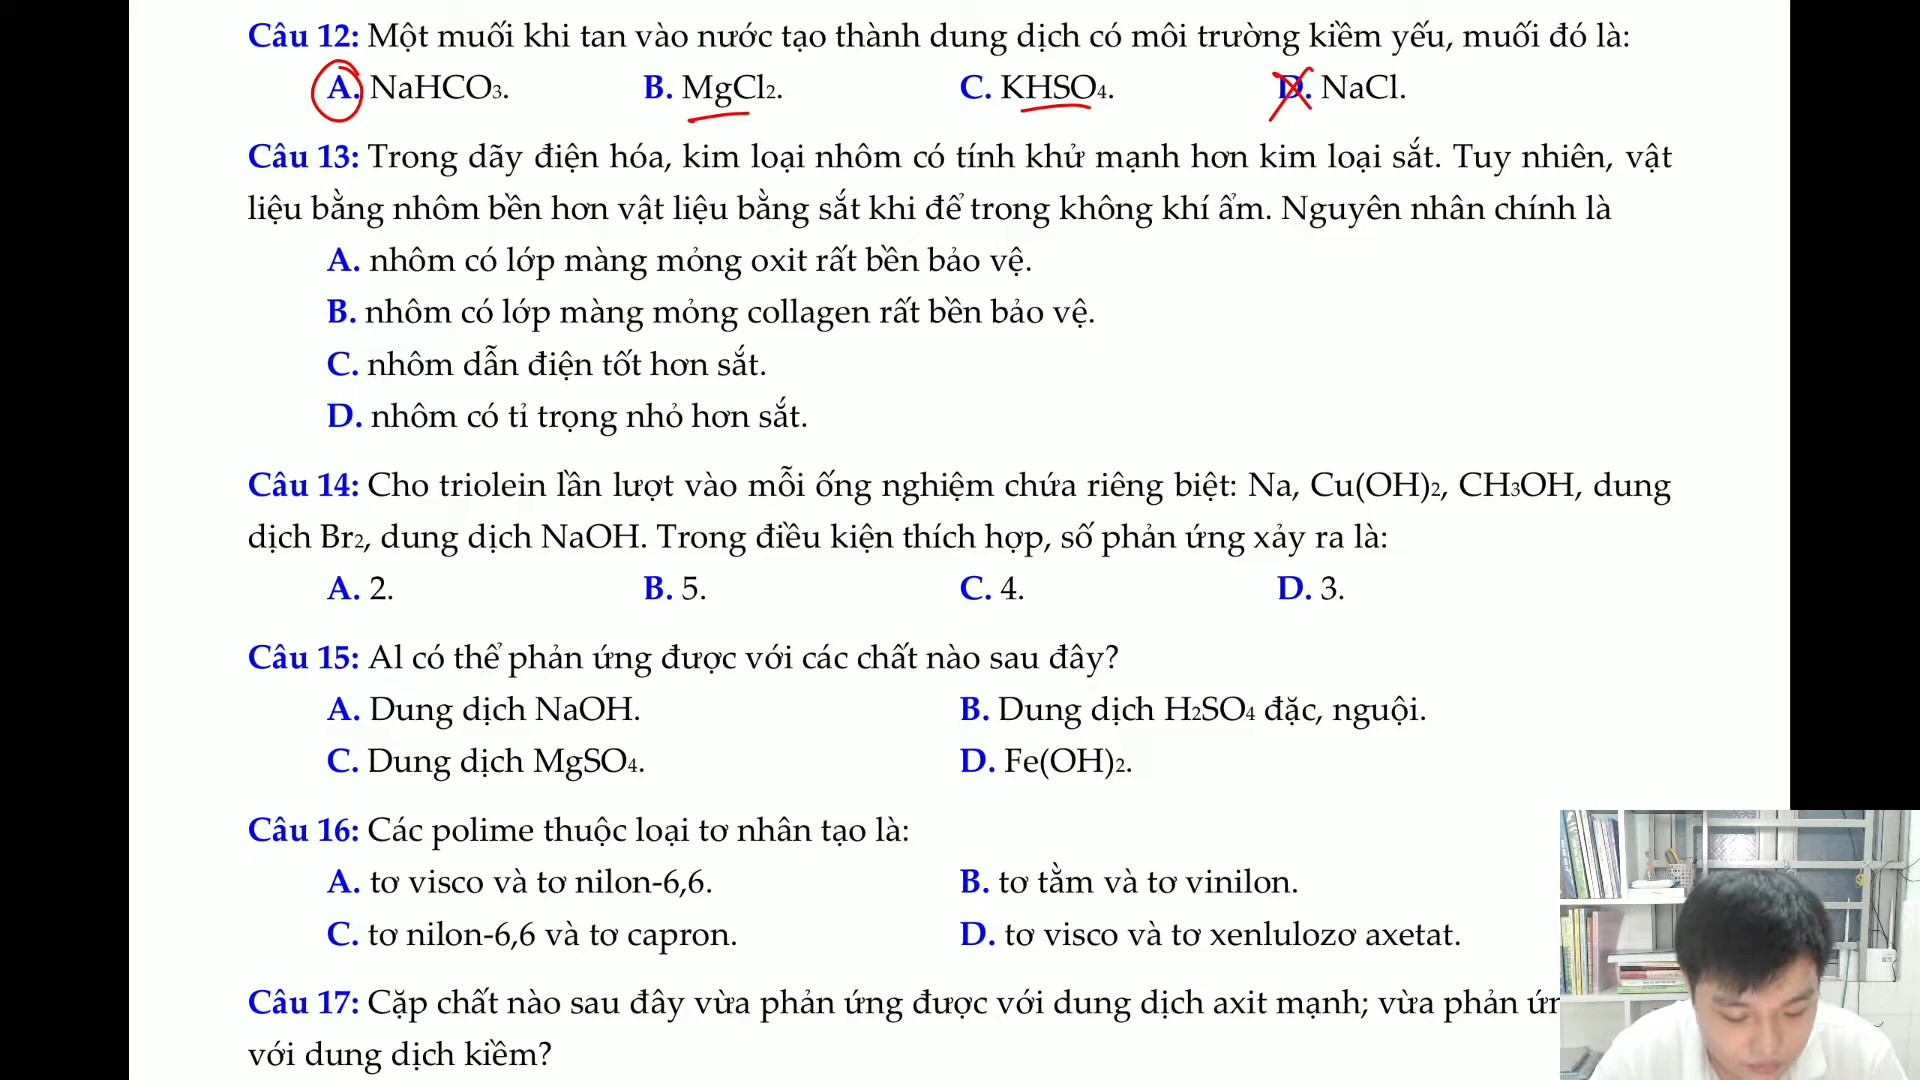 Câu 12: Một muối khi tan vào nước tạo thành dung dịch có môi trường kiềm yếu, muối đó là:
A. NaHCO₃. B. MgCl₂. C. KHSO₄. D. NaCl.
Câu 13: Trong dãy điện hóa, kim loại nhôm có tính khử mạnh hơn kim loại sắt. Tuy nhiên, vật
liệu bằng nhôm bền hơn vật liệu bằng sắt khi để trong không khí ẩm. Nguyên nhân chính là
A. nhôm có lớp màng mỏng oxit rất bền bảo vệ.
B. nhôm có lớp màng mỏng collagen rất bền bảo vệ.
C. nhôm dẫn điện tốt hơn sắt.
D. nhôm có tỉ trọng nhỏ hơn sắt.
Câu 14: Cho triolein lần lượt vào mỗi ống nghiệm chứa riêng biệt: Na, Cu(OH)₂, CH₃OH, dung
dịch Br₂, dung dịch NaOH. Trong điều kiện thích hợp, số phản ứng xảy ra là:
A. 2. B. 5. C. 4. D. 3.
Câu 15: Al có thể phản ứng được với các chất nào sau đây?
A. Dung dịch NaOH. B. Dung dịch H₂SO₄ đặc, nguội.
C. Dung dịch MgSO₄. D. Fe(OH)₂.
Câu 16: Các polime thuộc loại tơ nhân tạo là:
A. tơ visco và tơ nilon-6,6. B. tơ tằm và tơ vinilon.
C. tơ nilon-6,6 và tơ capron. D. tơ visco và tơ xenlulozơ axetat.
Câu 17: Cặp chất nào sau đây vừa phản ứng được với dung dịch axit mạnh; vừa phản ứn
với dung dịch kiềm?